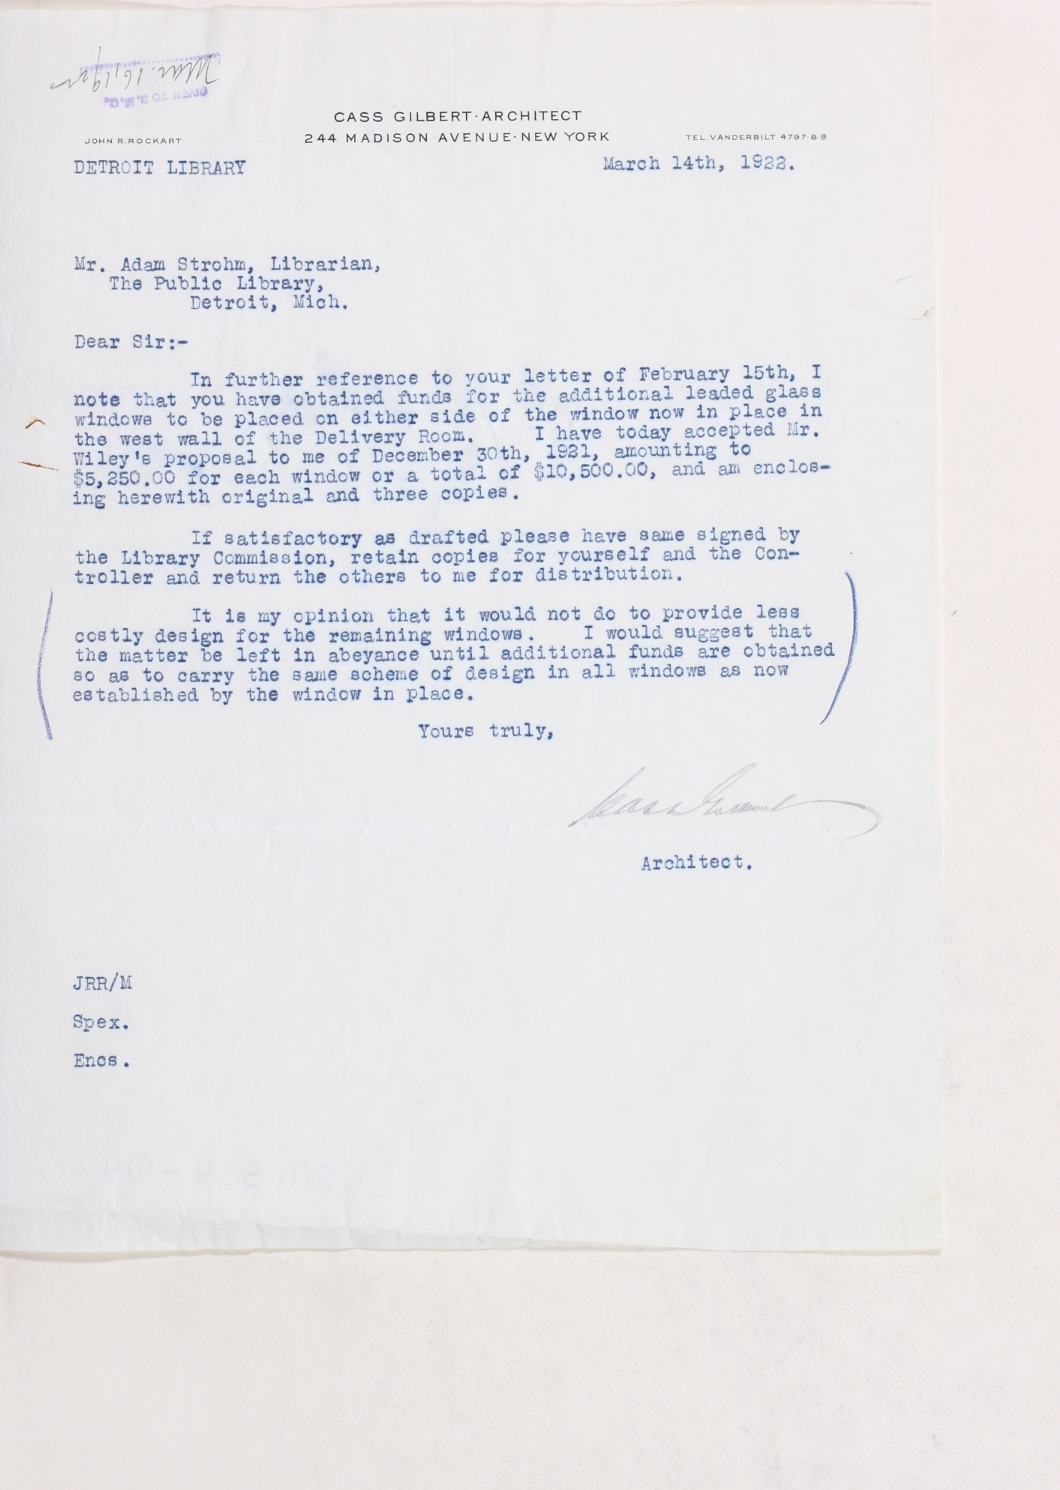 Mar. 16, 1922
GIVEN TO B. M. C.
CASS GILBERT·ARCHITECT
244 MADISON AVENUE·NEW YORK
JOHN R. ROCKART
TEL. VANDERBILT 4797-8-9
DETROIT LIBRARY
March 14th, 1922.
Mr. Adam Strohm, Librarian,
The Public Library,
Detroit, Mich.
Dear Sir:-
In further reference to your letter of February 15th, I
note that you have obtained funds for the additional leaded glass
windows to be placed on either side of the window now in place in
the west wall of the Delivery Room. I have today accepted Mr.
Wiley's proposal to me of December 30th, 1921, amounting to
$5,250.00 for each window or a total of $10,500.00, and am enclos-
ing herewith original and three copies.
If satisfactory as drafted please have same signed by
the Library Commission, retain copies for yourself and the Con-
troller and return the others to me for distribution.
It is my opinion that it would not do to provide less
costly design for the remaining windows. I would suggest that
the matter be left in abeyance until additional funds are obtained
so as to carry the same scheme of design in all windows as now
established by the window in place.
Yours truly,
Cass Gilbert
Architect.
JRR/M
Spex.
Encs.